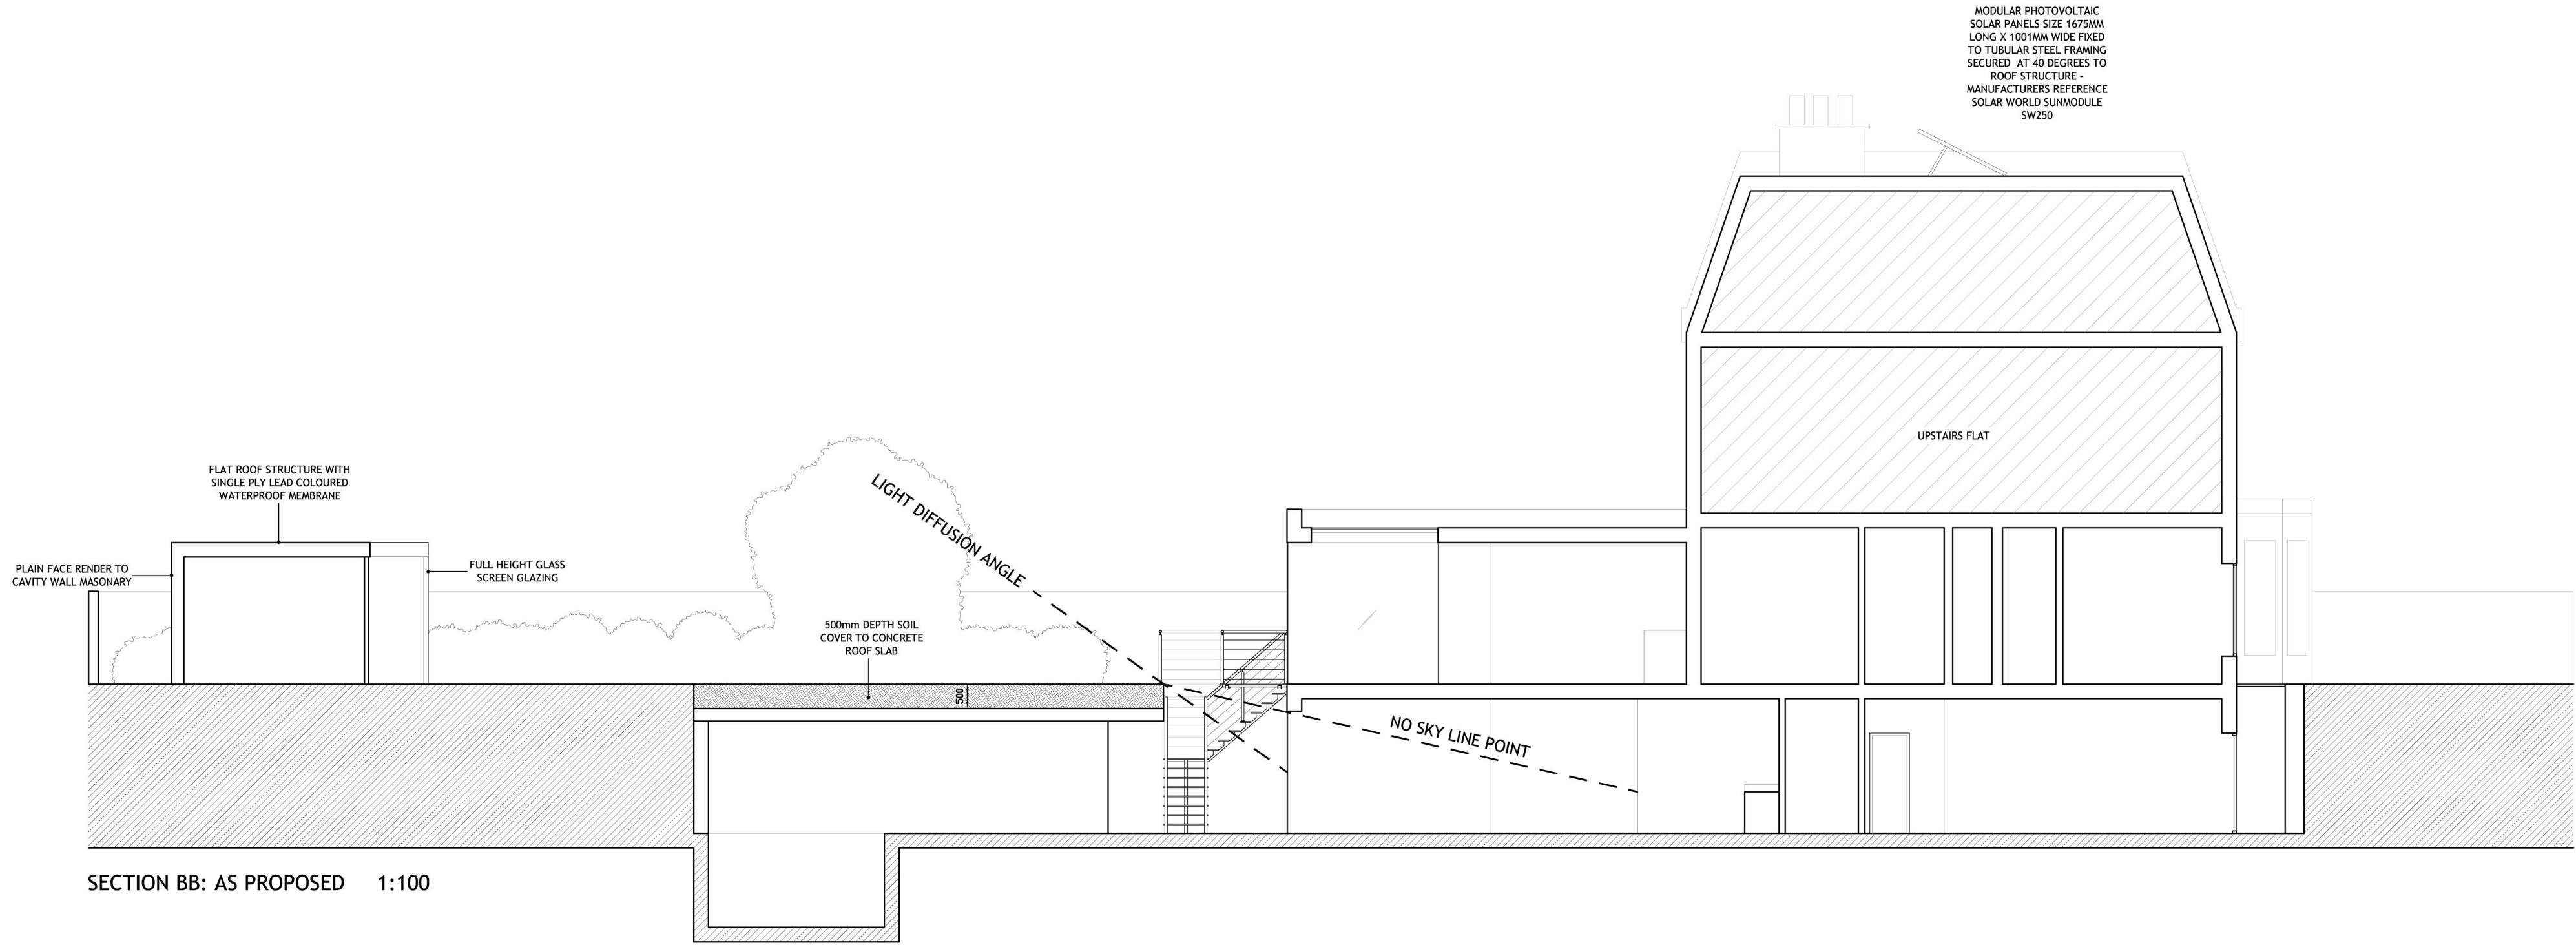 MODULAR PHOTOVOLTAIC
SOLAR PANELS SIZE 1675MM
LONG X 1001MM WIDE FIXED
TO TUBULAR STEEL FRAMING
SECURED AT 40 DEGREES TO
ROOF STRUCTURE -
MANUFACTURERS REFERENCE
SOLAR WORLD SUNMODULE
SW250
UPSTAIRS FLAT
FLAT ROOF STRUCTURE WITH
SINGLE PLY LEAD COLOURED
WATERPROOF MEMBRANE
PLAIN FACE RENDER TO
CAVITY WALL MASONARY
FULL HEIGHT GLASS
SCREEN GLAZING
LIGHT DIFFUSION ANGLE
500mm DEPTH SOIL
COVER TO CONCRETE
ROOF SLAB
500
NO SKY LINE POINT
SECTION BB: AS PROPOSED 1:100